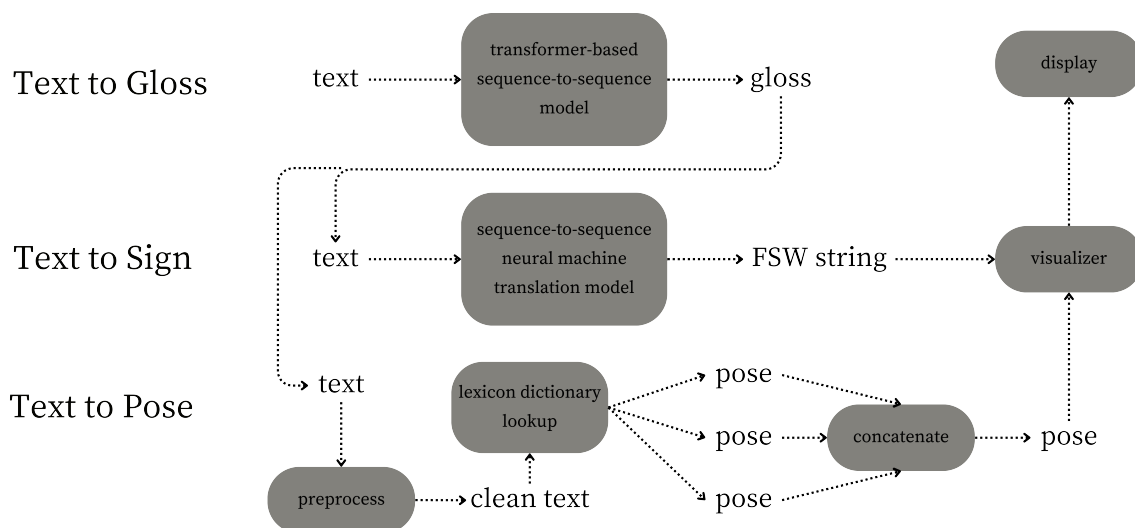 Text to Gloss
text
transformer-based
sequence-to-sequence
model
gloss
display
Text to Sign
text
sequence-to-sequence
neural machine
translation model
FSW string
visualizer
Text to Pose
text
preprocess
clean text
lexicon dictionary
lookup
pose
pose
pose
concatenate
pose